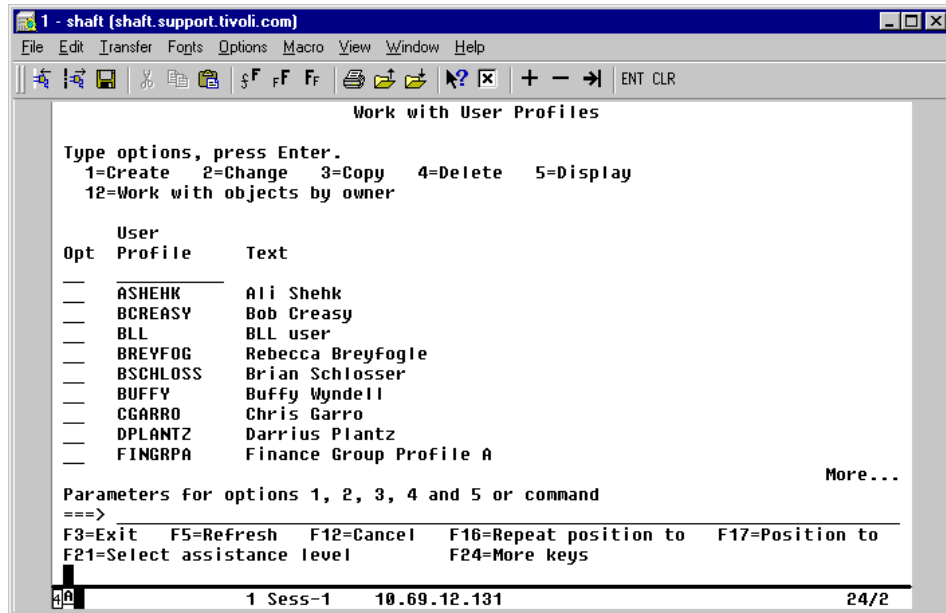 1 - shaft (shaft.support.tivoli.com)
File Edit Transfer Fonts Options Macro View Window Help
ENT CLR
Work with User Profiles
Type options, press Enter.
1=Create 2=Change 3=Copy 4=Delete 5=Display
12=Work with objects by owner
User
Opt Profile Text
ASHEHK Ali Shehk
BCREASY Bob Creasy
BLL BLL user
BREYFOG Rebecca Breyfogle
BSCHLOSS Brian Schlosser
BUFFY Buffy Wyndell
CGARRO Chris Garro
DPLANTZ Darrius Plantz
FINGRPA Finance Group Profile A
More...
Parameters for options 1, 2, 3, 4 and 5 or command
===>
F3=Exit F5=Refresh F12=Cancel F16=Repeat position to F17=Position to
F21=Select assistance level F24=More keys
4A 1 Sess-1 10.69.12.131 24/2